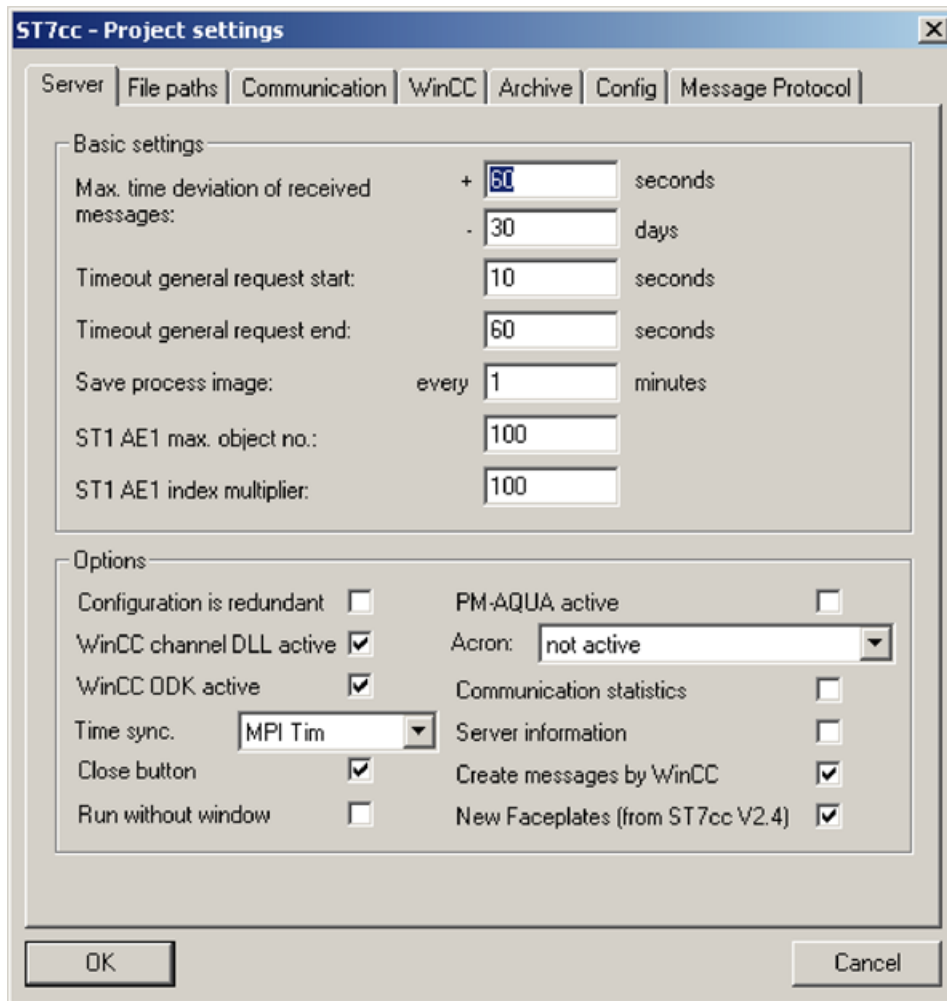 ST7cc - Project settings
Server File paths Communication WinCC Archive Config Message Protocol
Basic settings
Max. time deviation of received messages: + 60 seconds
- 30 days
Timeout general request start: 10 seconds
Timeout general request end: 60 seconds
Save process image: every 1 minutes
ST1 AE1 max. object no.: 100
ST1 AE1 index multiplier: 100
Options
Configuration is redundant PM-AQUA active
WinCC channel DLL active Acron: not active
WinCC ODK active Communication statistics
Time sync. MPI Tim Server information
Close button Create messages by WinCC
Run without window New Faceplates (from ST7cc V2.4)
OK Cancel